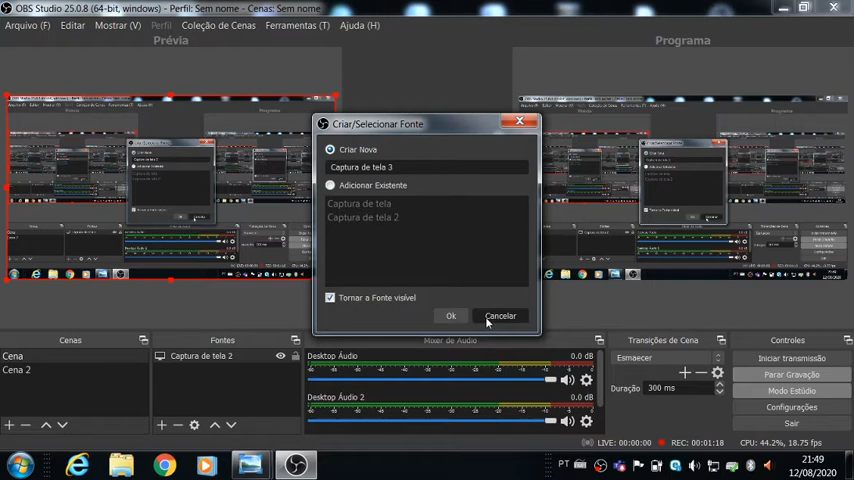 OBS Studio 25.0.8 (64-bit, windows) - Perfil: Sem nome - Cenas: Sem nome
Arquivo (F) Editar Mostrar (V) Perfil Coleção de Cenas Ferramentas (T) Ajuda (H)
Prévia
Programa
Criar/Selecionar Fonte
Criar Nova
Captura de tela 3
Adicionar Existente
Captura de tela
Captura de tela 2
Tornar a Fonte visível
Ok Cancelar
Cenas
Fontes
Mixer de Áudio
Transições de Cena
Controles
Cena
Cena 2
Captura de tela 2
Desktop Áudio 0.0 dB
Desktop Áudio 2 0.0 dB
Esmaecer
Duração 300 ms
Iniciar transmissão
Parar Gravação
Modo Estúdio
Configurações
Sair
LIVE: 00:00:00 REC: 00:01:18 CPU: 44.2%, 18.75 fps
PT
21:49
12/08/2020